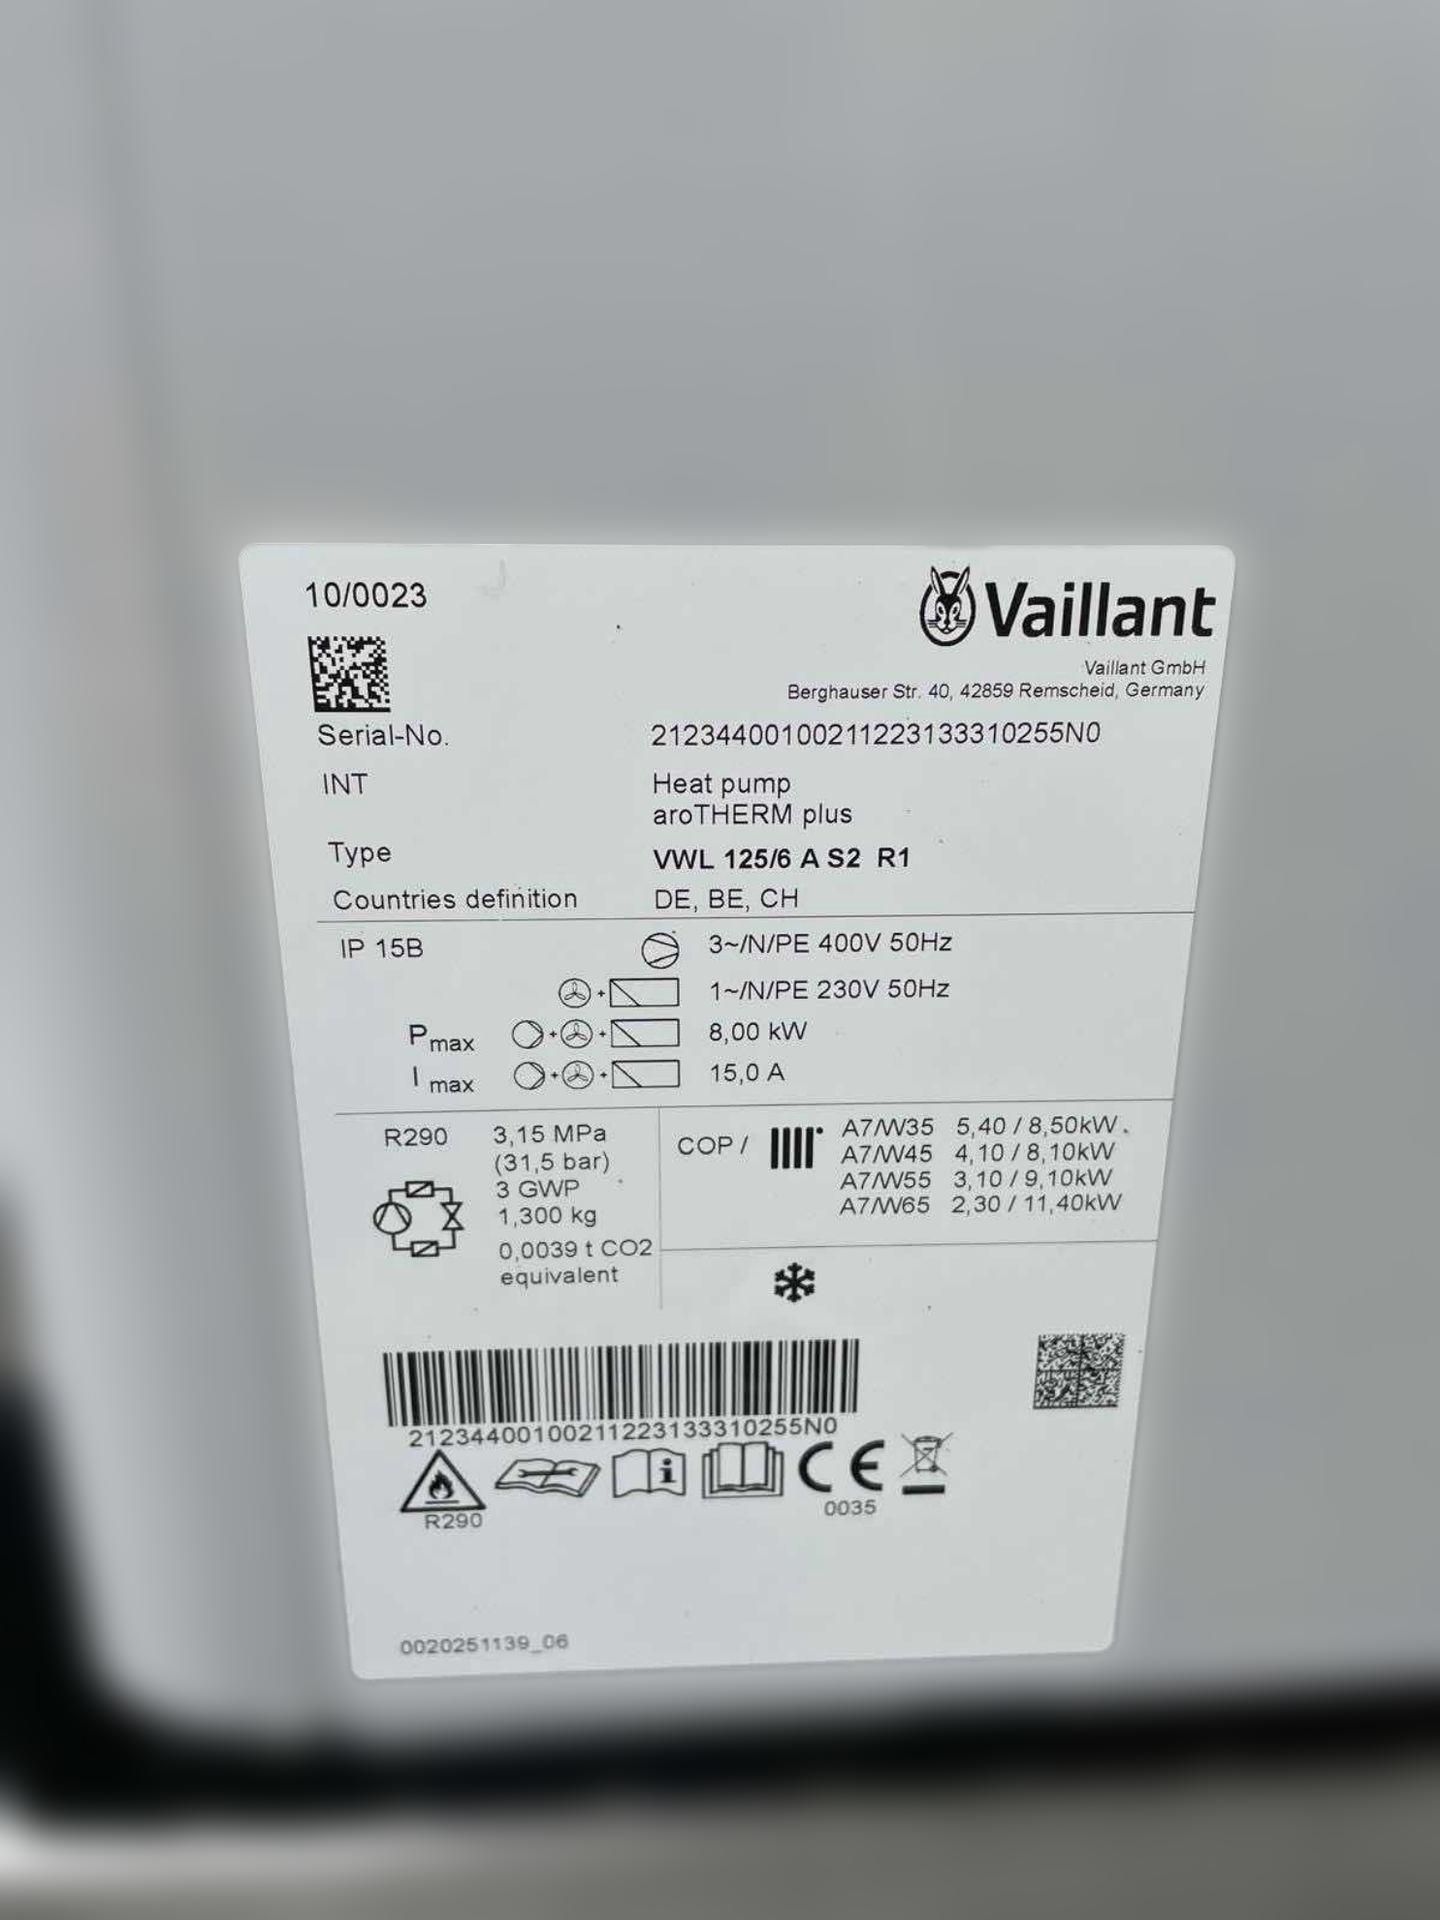 10/0023
Vaillant
Vaillant GmbH
Berghauser Str. 40, 42859 Remscheid, Germany
Serial-No. 21234400100211223133310255N0
INT Heat pump
aroTHERM plus
Type VWL 125/6 A S2 R1
Countries definition DE, BE, CH
IP 15B 3~/N/PE 400V 50Hz
+ 1~/N/PE 230V 50Hz
Pmax + + 8,00 kW
I max + + 15,0 A
R290 3,15 MPa
(31,5 bar)
3 GWP
1,300 kg
0,0039 t CO2
equivalent
COP / A7/W35 5,40 / 8,50kW
A7/W45 4,10 / 8,10kW
A7/W55 3,10 / 9,10kW
A7/W65 2,30 / 11,40kW
21234400100211223133310255N0
R290
i
CE
0035
0020251139_06